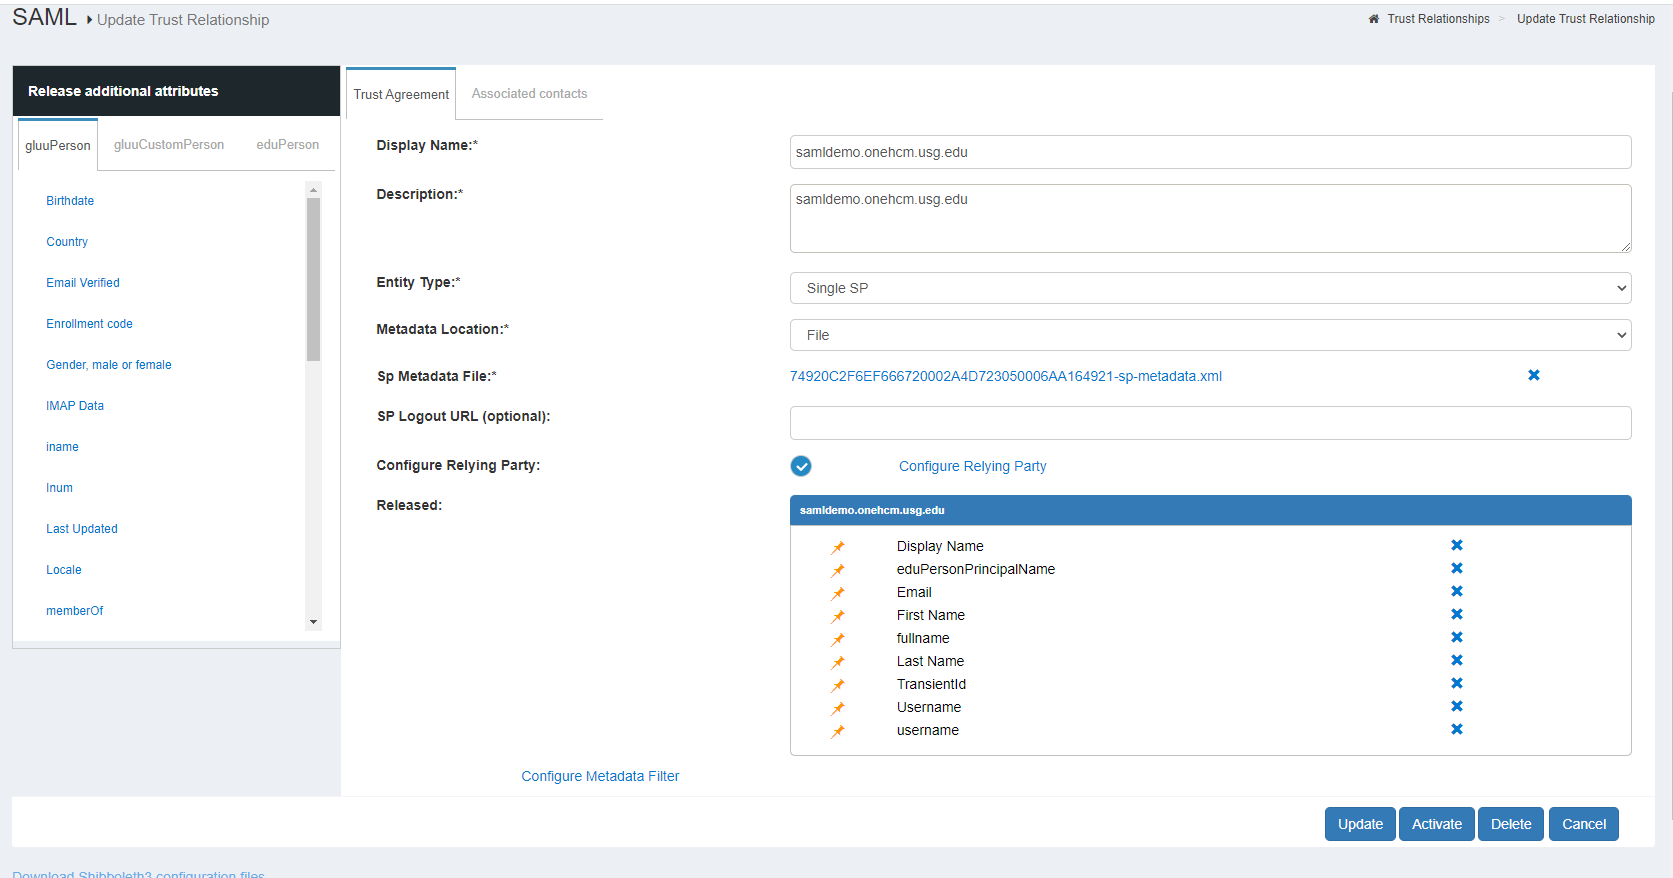 SAML Update Trust Relationship
Trust Relationships > Update Trust Relationship
Release additional attributes
gluuPerson gluuCustomPerson eduPerson
Birthdate
Country
Email Verified
Enrollment code
Gender, male or female
IMAP Data
iname
Inum
Last Updated
Locale
memberOf
Trust Agreement Associated contacts
Display Name:* samldemo.onehcm.usg.edu
Description:* samldemo.onehcm.usg.edu
Entity Type:* Single SP
Metadata Location:* File
Sp Metadata File:* 74920C2F6EF666720002A4D723050006AA164921-sp-metadata.xml
SP Logout URL (optional):
Configure Relying Party: Configure Relying Party
Released: samldemo.onehcm.usg.edu
Display Name
eduPersonPrincipalName
Email
First Name
fullname
Last Name
TransientId
Username
username
Configure Metadata Filter
Update Activate Delete Cancel
Download Shibboleth3 configuration files